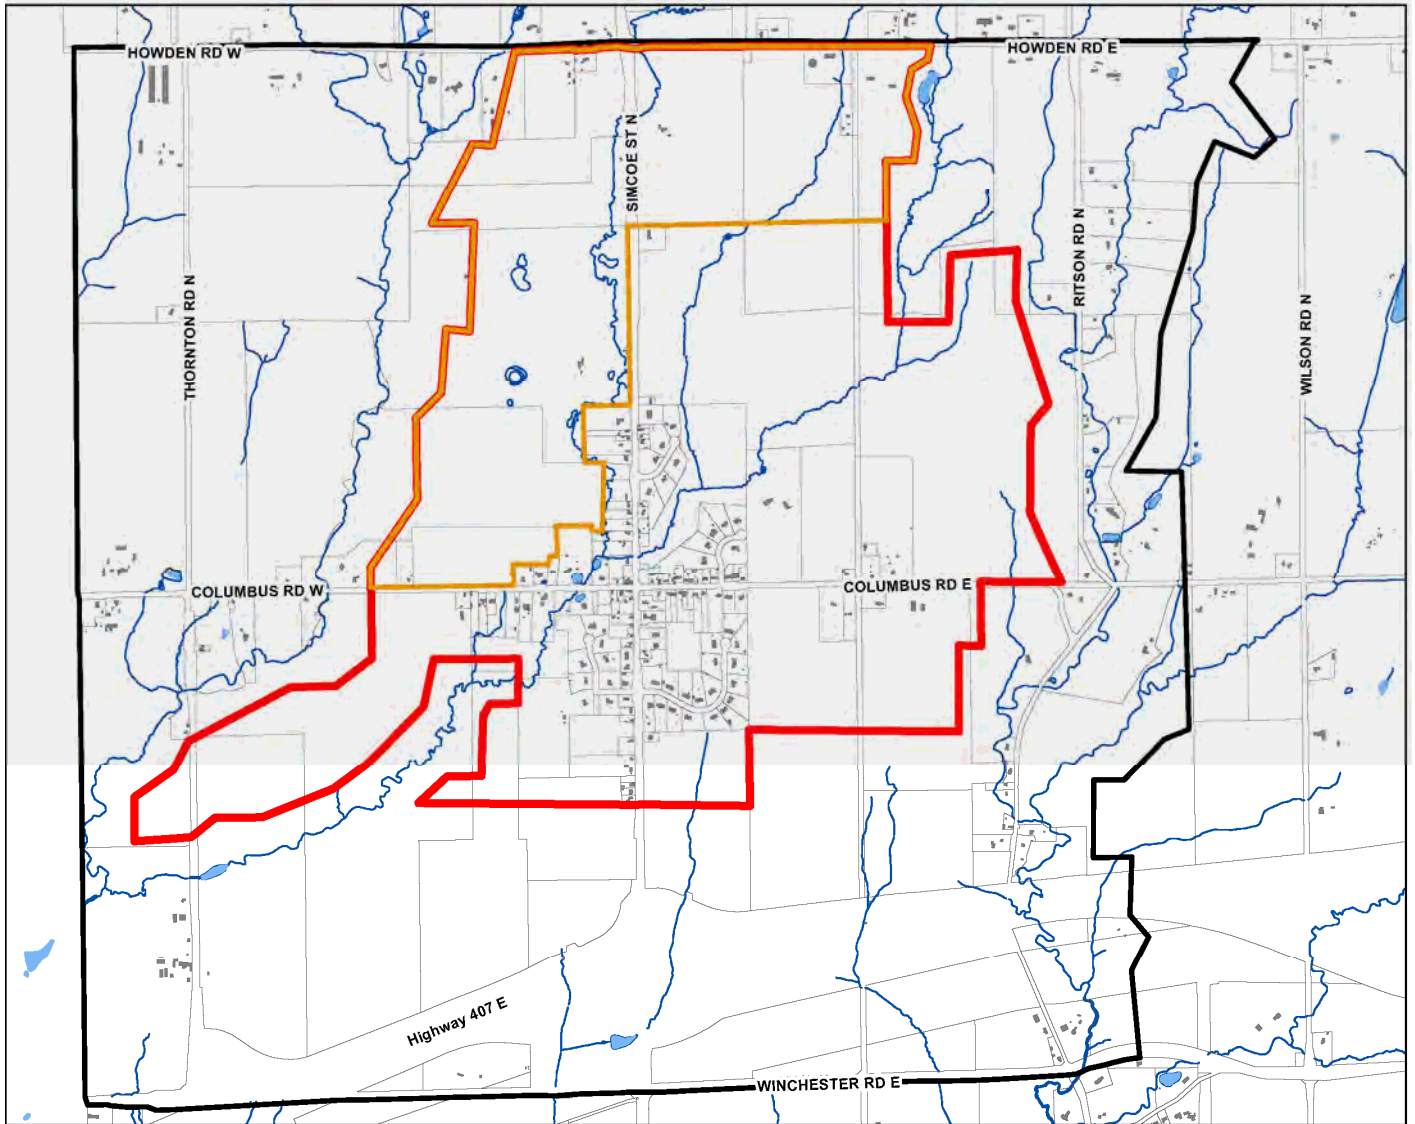 HOWDEN RD W
HOWDEN RD E
SIMCOE ST N
RITSON RD N
THORNTON RD N
WILSON RD N
COLUMBUS RD W
COLUMBUS RD E
Highway 407 E
WINCHESTER RD E